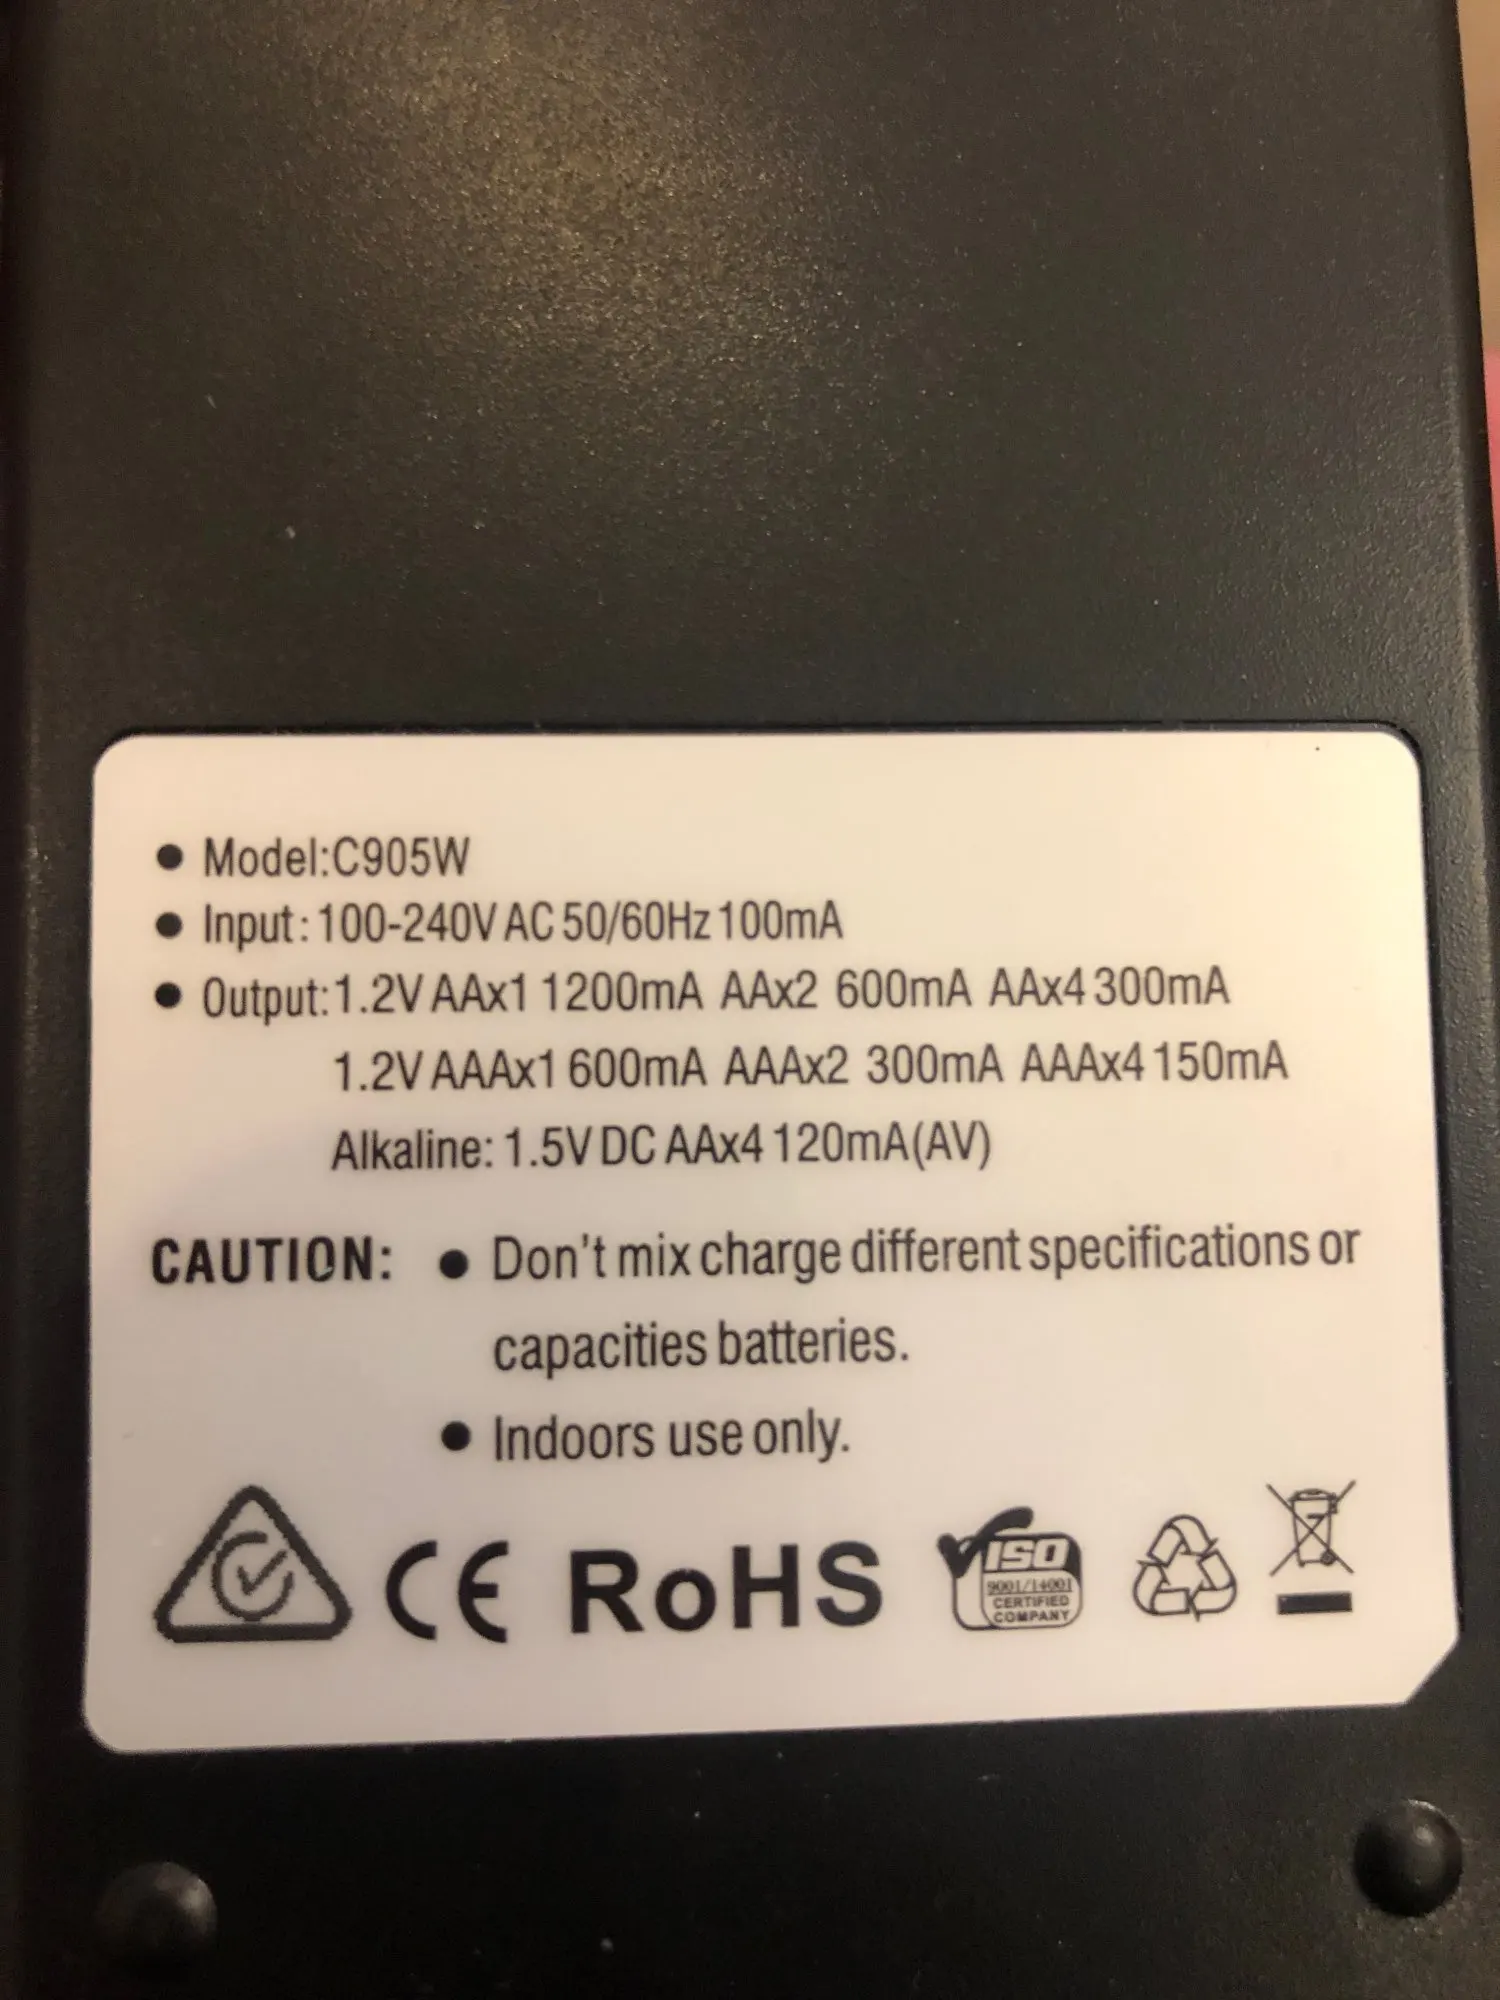 ● Model:C905W
● Input: 100-240V AC 50/60Hz 100mA
● Output: 1.2V AAx1 1200mA AAx2 600mA AAx4 300mA
1.2V AAAx1 600mA AAAx2 300mA AAAx4 150mA
Alkaline: 1.5V DC AAx4 120mA(AV)
CAUTION: ● Don't mix charge different specifications or
capacities batteries.
● Indoors use only.
CE RoHS ISO
9001/14001
CERTIFIED
COMPANY